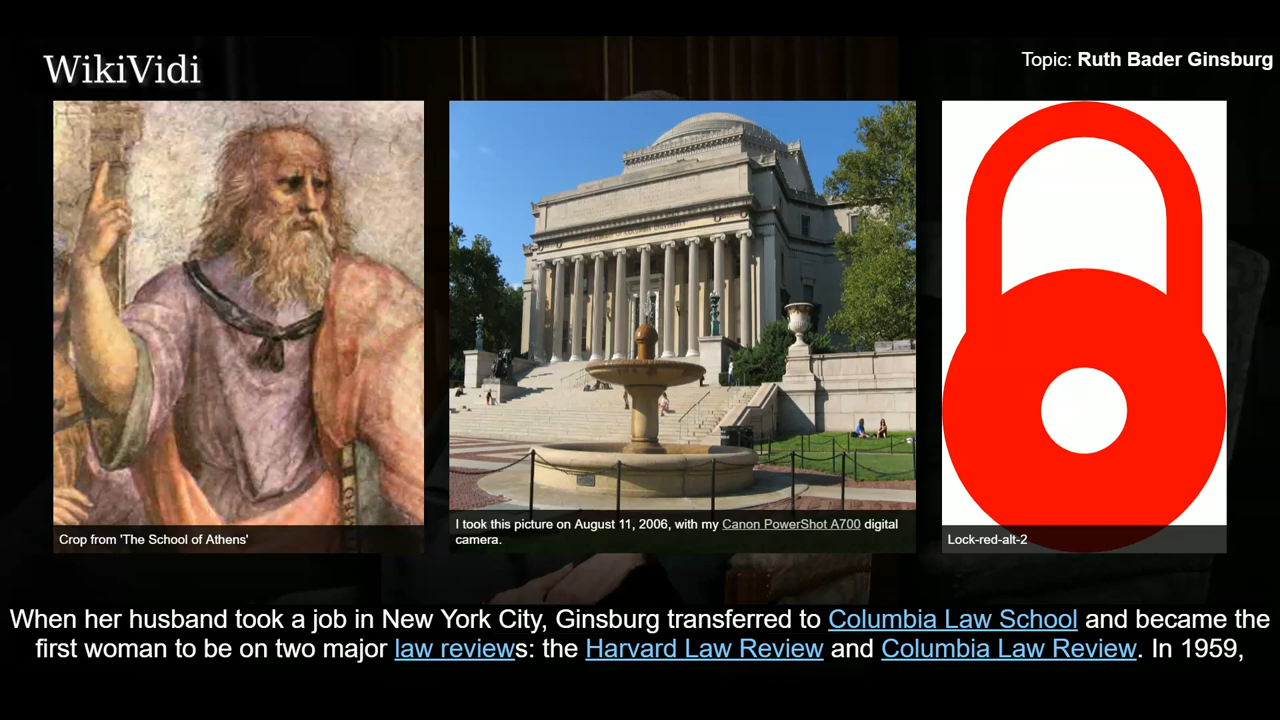 WikiVidi
Topic: Ruth Bader Ginsburg
Crop from 'The School of Athens'
I took this picture on August 11, 2006, with my Canon PowerShot A700 digital
camera.
Lock-red-alt-2
When her husband took a job in New York City, Ginsburg transferred to Columbia Law School and became the
first woman to be on two major law reviews: the Harvard Law Review and Columbia Law Review. In 1959,